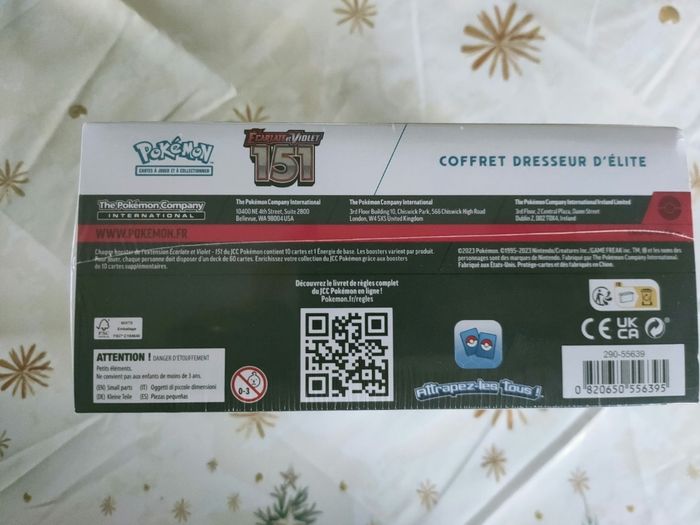 POKÉMON
CARTES À JOUER ET À COLLECTIONNER
ÉCARLATE ET VIOLET
151
COFFRET DRESSEUR D'ÉLITE
The Pokémon Company
INTERNATIONAL
The Pokémon Company International
10400 NE 4th Street, Suite 2800
Bellevue, WA 98004 USA
The Pokémon Company International
3rd Floor Building 10, Chiswick Park, 566 Chiswick High Road
London, W4 5XS United Kingdom
The Pokémon Company International Ireland Limited
3rd Floor, 2 Central Plaza, Dame Street
Dublin 2, D02 T0X4, Ireland
WWW.POKEMON.FR
Chaque booster de l'extension Écarlate et Violet - 151 du JCC Pokémon contient 10 cartes et 1 Énergie de base. Les boosters varient par produit.
Pour jouer, chaque personne doit disposer d'un deck de 60 cartes. Enrichissez votre collection du JCC Pokémon grâce aux boosters
de 10 cartes supplémentaires.
©2023 Pokémon. ©1995-2023 Nintendo/Creatures Inc./GAME FREAK inc. TM, ® et les noms des
personnages sont des marques de Nintendo. Fabriqué par The Pokémon Company International.
Fabriqué aux États-Unis. Protège-cartes et dés fabriqués en Chine.
Découvrez le livret de règles complet
du JCC Pokémon en ligne !
Pokemon.fr/regles
FSC
MIXTE
Emballage
ATTENTION ! DANGER D'ÉTOUFFEMENT
Petits éléments.
Ne convient pas aux enfants de moins de 3 ans.
(EN) Small parts (IT) Oggetti di piccole dimensioni
(DE) Kleine Teile (ES) Piezas pequeñas
0-3
Attrapez-les Tous !
CE UK
CA
290-55639
0 820650 556395